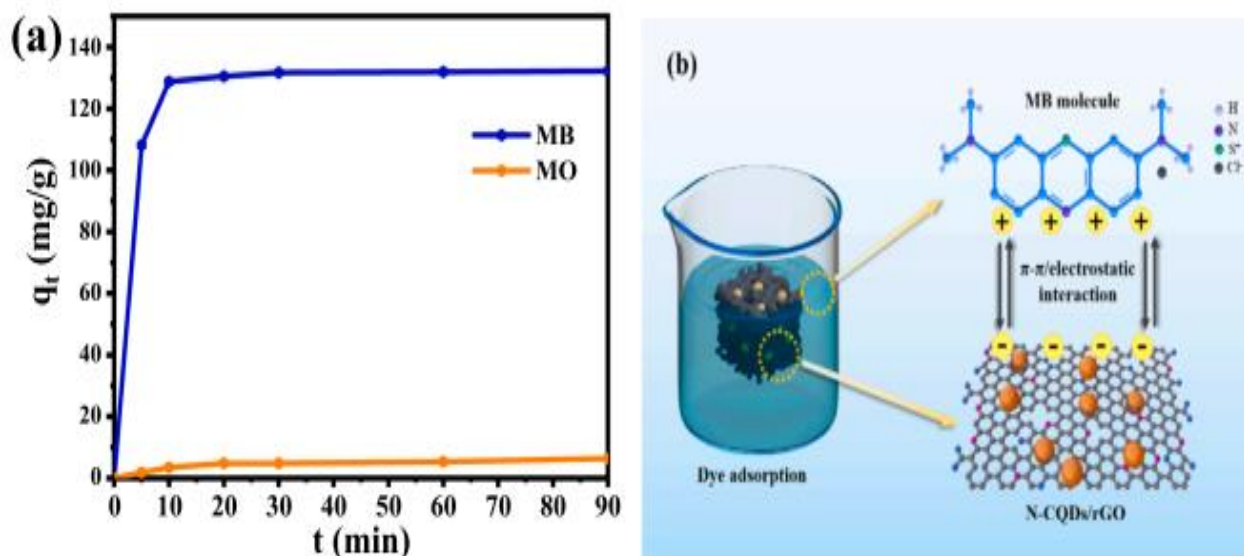 (a)
140
120
100
80
60
40
20
0
q_t (mg/g)
MB
MO
0 10 20 30 40 50 60 70 80 90
t (min)
(b)
MB molecule
H
N
S⁺
Cl⁻
+ + + +
π-π/electrostatic
interaction
- - - -
Dye adsorption
N-CQDs/rGO